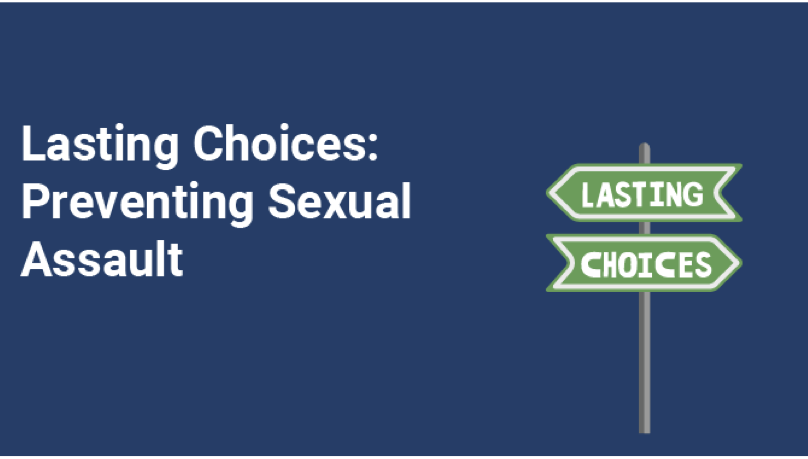 Lasting Choices:
Preventing Sexual
Assault
LASTING
CHOICES